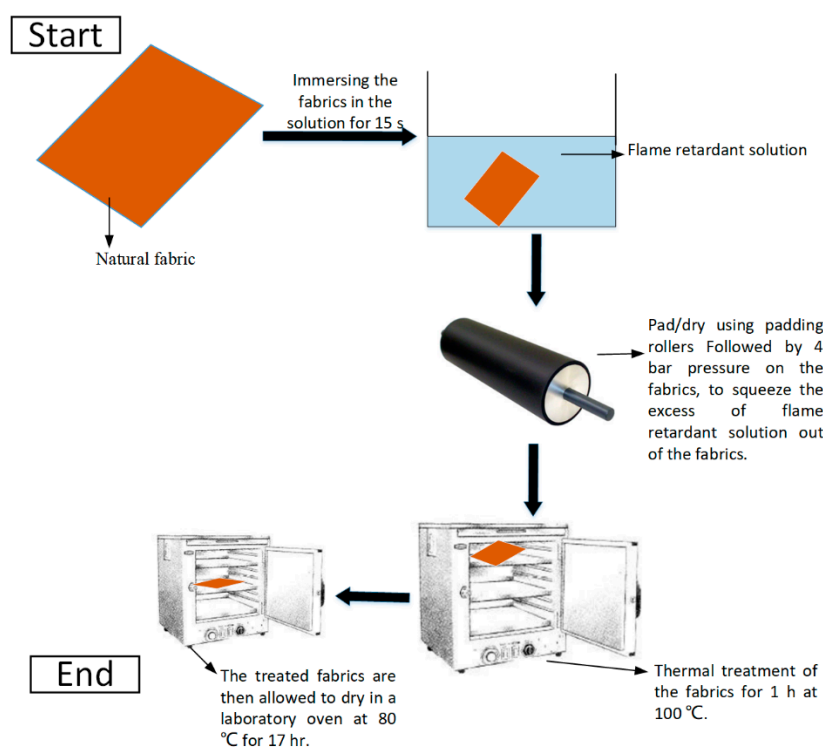 Start
Immersing the
fabrics in the
solution for 15 s
Flame retardant solution
Natural fabric
Pad/dry using padding
rollers Followed by 4
bar pressure on the
fabrics, to squeeze the
excess of flame
retardant solution out
of the fabrics.
Thermal treatment of
the fabrics for 1 h at
100 ℃.
The treated fabrics are
then allowed to dry in a
laboratory oven at 80
℃ for 17 hr.
End